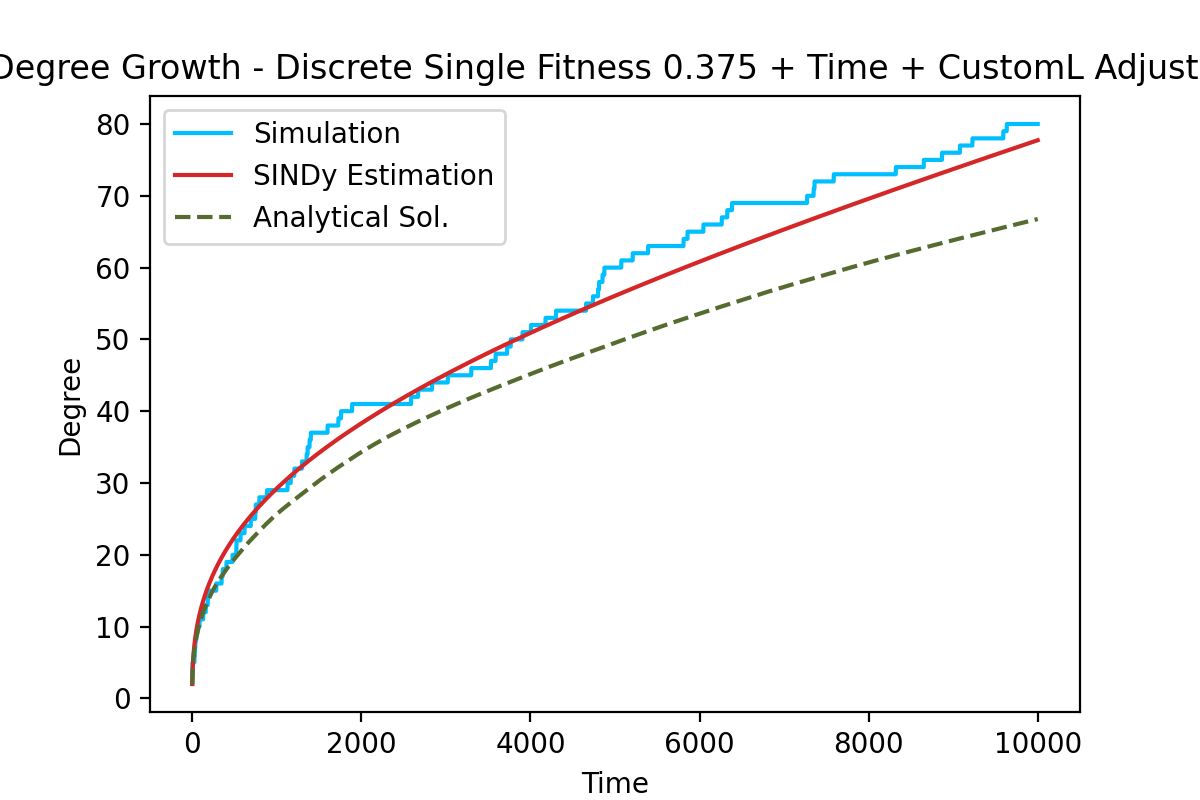 Degree Growth - Discrete Single Fitness 0.375 + Time + CustomL Adjust
Simulation
SINDy Estimation
Analytical Sol.
80
70
60
50
40
30
20
10
0
Degree
0 2000 4000 6000 8000 10000
Time